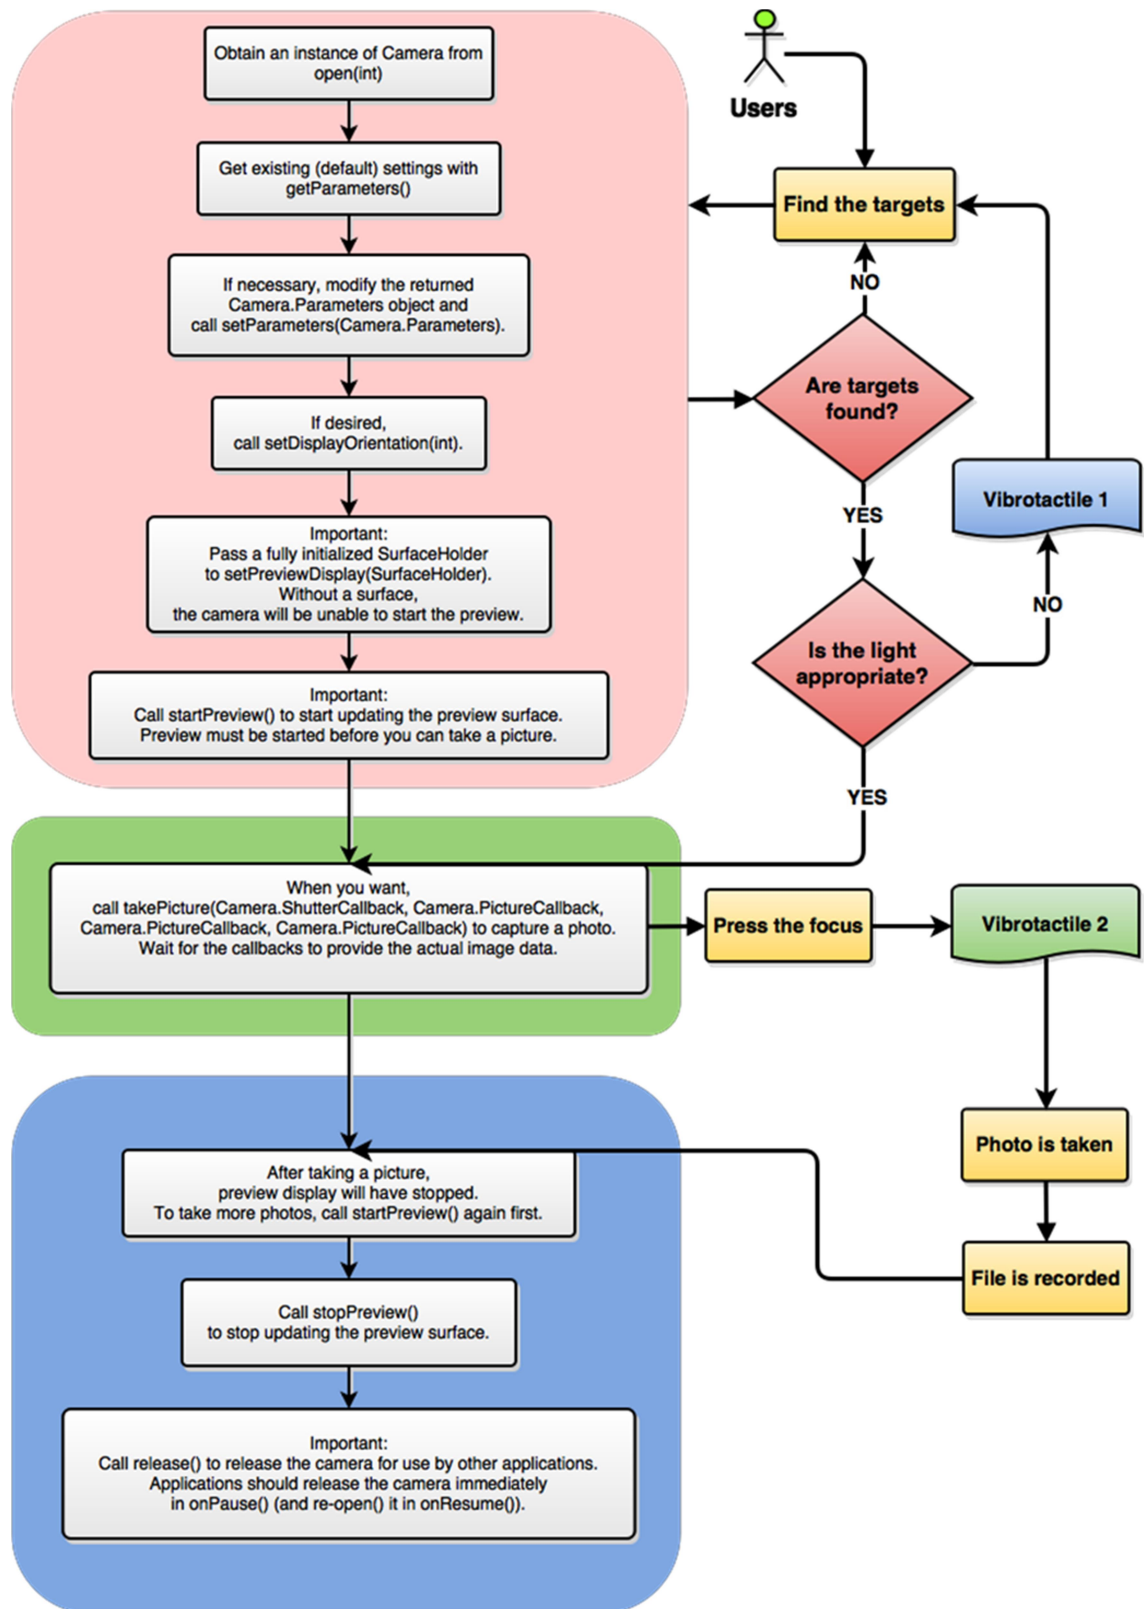 Obtain an instance of Camera from
open(int)
Get existing (default) settings with
getParameters()
If necessary, modify the returned
Camera.Parameters object and
call setParameters(Camera.Parameters).
If desired,
call setDisplayOrientation(int).
Important:
Pass a fully initialized SurfaceHolder
to setPreviewDisplay(SurfaceHolder).
Without a surface,
the camera will be unable to start the preview.
Important:
Call startPreview() to start updating the preview surface.
Preview must be started before you can take a picture.
Users
Find the targets
NO
Are targets
found?
YES
Vibrotactile 1
NO
Is the light
appropriate?
YES
When you want,
call takePicture(Camera.ShutterCallback, Camera.PictureCallback,
Camera.PictureCallback, Camera.PictureCallback) to capture a photo.
Wait for the callbacks to provide the actual image data.
Press the focus
Vibrotactile 2
Photo is taken
File is recorded
After taking a picture,
preview display will have stopped.
To take more photos, call startPreview() again first.
Call stopPreview()
to stop updating the preview surface.
Important:
Call release() to release the camera for use by other applications.
Applications should release the camera immediately
in onPause() (and re-open() it in onResume()).